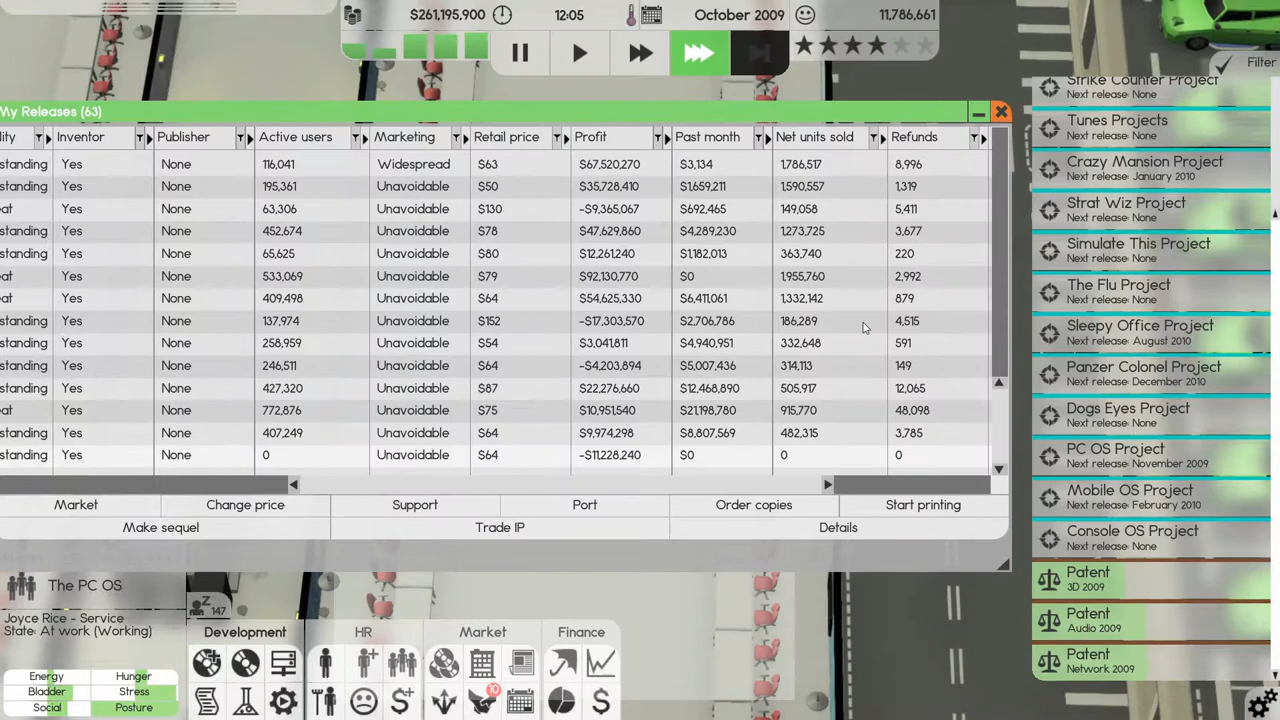 $261,195,900
12:05
October 2009
11,786,661
Filter
My Releases (63)
lity Inventor Publisher Active users Marketing Retail price Profit Past month Net units sold Refunds
standing Yes None 116,041 Widespread $63 $67,520,270 $3,134 1,786,517 8,996
standing Yes None 195,361 Unavoidable $50 $35,728,410 $1,659,211 1,590,557 1,319
eat Yes None 63,306 Unavoidable $130 -$9,365,067 $692,465 149,058 5,411
standing Yes None 452,674 Unavoidable $78 $47,629,860 $4,289,230 1,273,725 3,677
standing Yes None 65,625 Unavoidable $80 $12,261,240 $1,182,013 363,740 220
eat Yes None 533,069 Unavoidable $79 $92,130,770 $0 1,955,760 2,992
eat Yes None 409,498 Unavoidable $64 $54,625,330 $6,411,061 1,332,142 879
standing Yes None 137,974 Unavoidable $152 -$17,303,570 $2,706,786 186,289 4,515
standing Yes None 258,959 Unavoidable $54 $3,041,811 $4,940,951 332,648 591
standing Yes None 246,511 Unavoidable $64 -$4,203,894 $5,007,436 314,113 149
standing Yes None 427,320 Unavoidable $87 $22,276,660 $12,468,890 505,917 12,065
eat Yes None 772,876 Unavoidable $75 $10,951,540 $21,198,780 915,770 48,098
standing Yes None 407,249 Unavoidable $64 $9,974,298 $8,807,569 482,315 3,785
standing Yes None 0 Unavoidable $64 -$11,228,240 $0 0 0
Market Change price Support Port Order copies Start printing
Make sequel Trade IP Details
Strike Counter Project
Next release: None
Tunes Projects
Next release: None
Crazy Mansion Project
Next release: January 2010
Strat Wiz Project
Next release: None
Simulate This Project
Next release: None
The Flu Project
Next release: None
Sleepy Office Project
Next release: August 2010
Panzer Colonel Project
Next release: December 2010
Dogs Eyes Project
Next release: None
PC OS Project
Next release: November 2009
Mobile OS Project
Next release: February 2010
Console OS Project
Next release: None
Patent
3D 2009
Patent
Audio 2009
Patent
Network 2009
The PC OS
Z
147
Joyce Rice - Service
State: At work (Working)
Energy Hunger
Bladder Stress
Social Posture
Development HR Market Finance
10